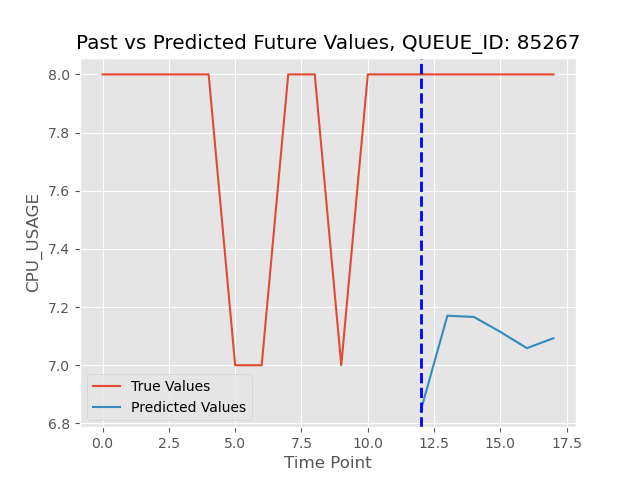 Past vs Predicted Future Values, QUEUE_ID: 85267
8.0
7.8
7.6
7.4
7.2
7.0
6.8
CPU_USAGE
True Values
Predicted Values
0.0 2.5 5.0 7.5 10.0 12.5 15.0 17.5
Time Point